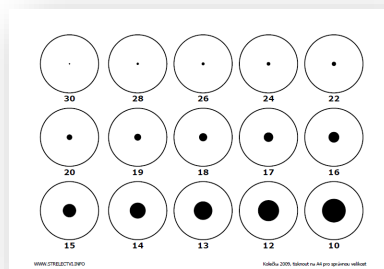 30 28 26 24 22
20 19 18 17 16
15 14 13 12 10
WWW.STRELECTVI.INFO Kolečka 2009, tisknout na A4 pro správnou velikost